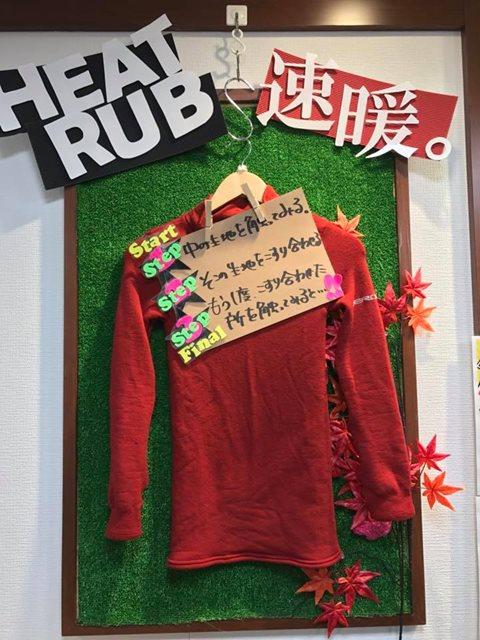 HEAT
RUB
速暖。
Start
Step
中の生地を触ってみる。
Step
その生地をこすり合わせる
Step
もう1度こすり合わせた
Final
所を触ってみると…